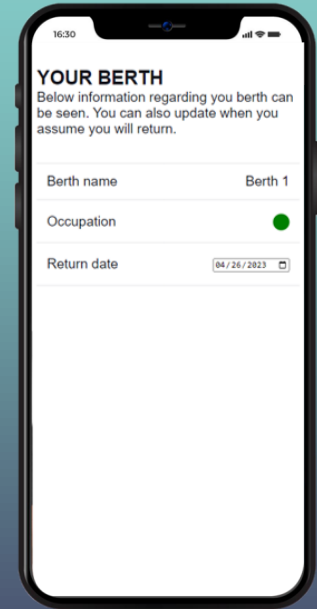 16:30
YOUR BERTH
Below information regarding you berth can
be seen. You can also update when you
assume you will return.
Berth name Berth 1
Occupation
Return date 04/26/2023